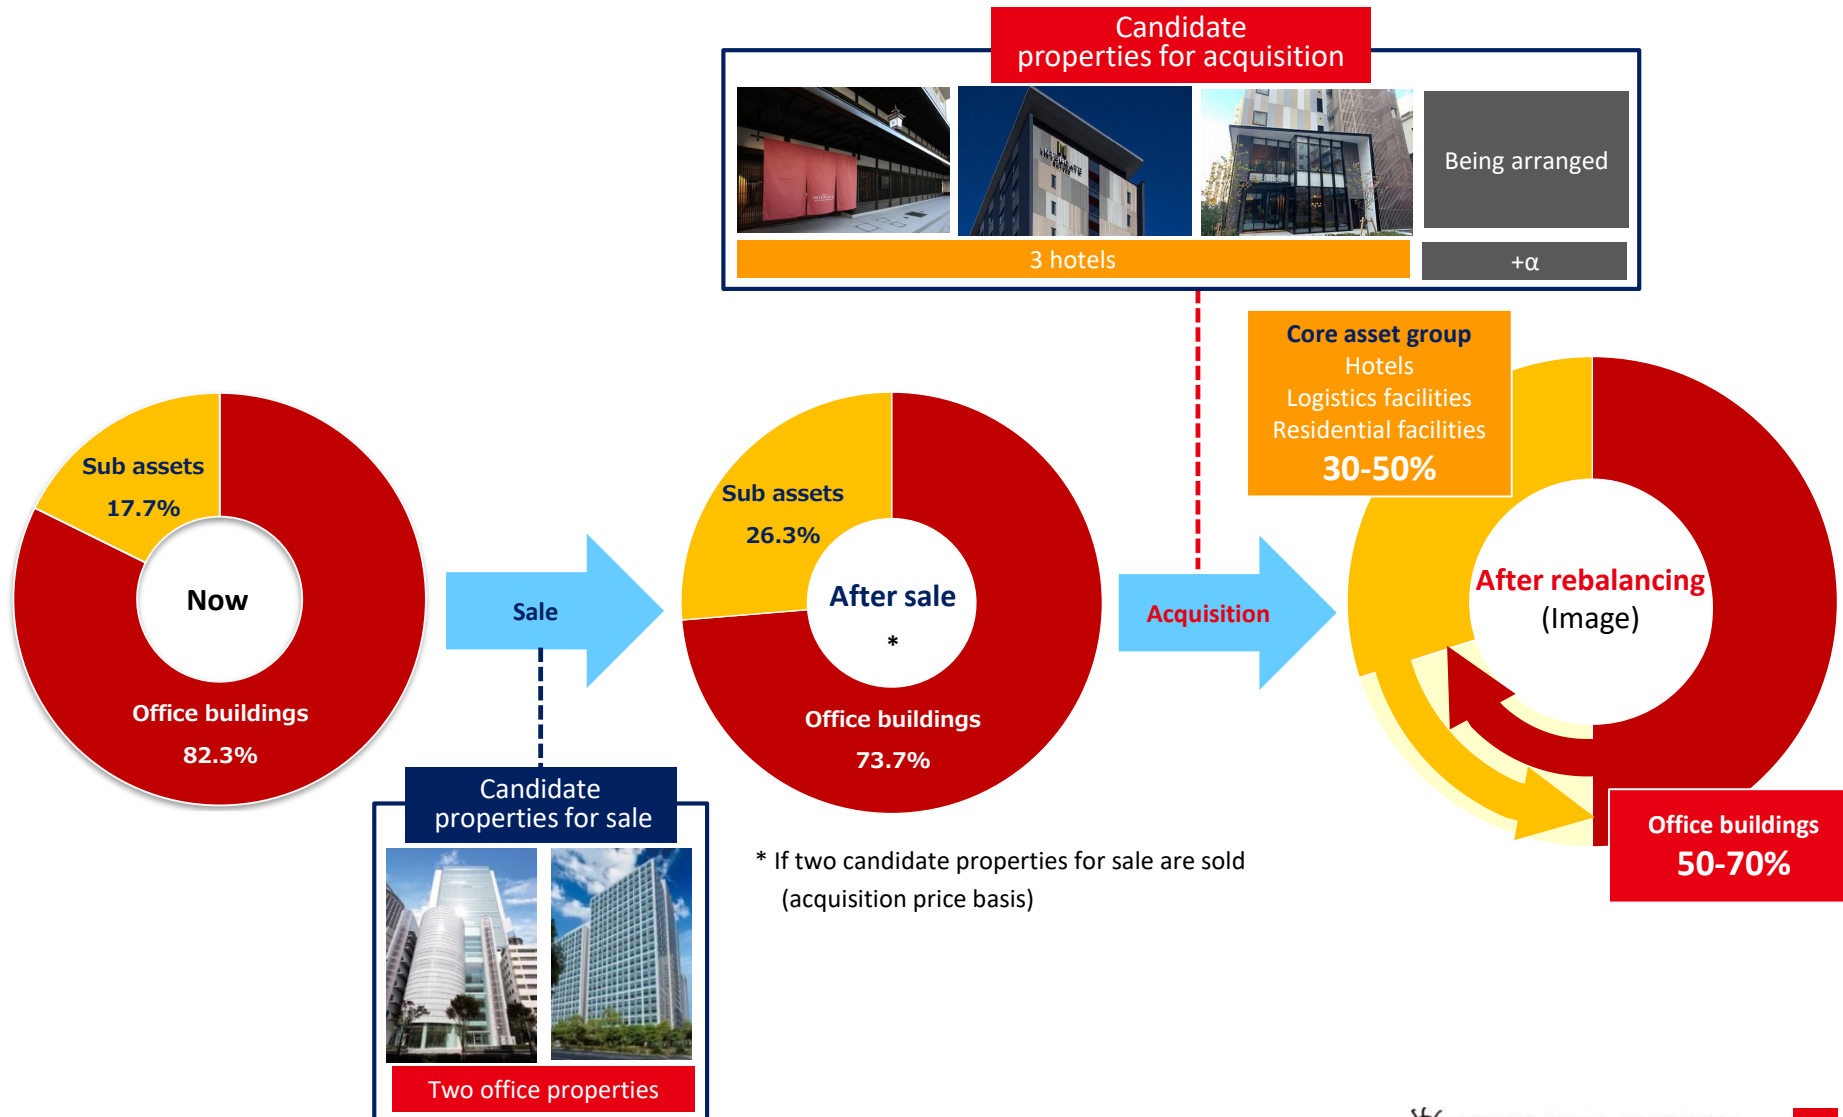 Candidate
properties for acquisition
Being arranged
3 hotels
+α
Core asset group
Hotels
Logistics facilities
Residential facilities
30-50%
Sub assets
17.7%
Now
Office buildings
82.3%
Sale
Sub assets
26.3%
After sale
*
Office buildings
73.7%
Acquisition
After rebalancing
(Image)
Office buildings
50-70%
Candidate
properties for sale
Two office properties
* If two candidate properties for sale are sold
(acquisition price basis)